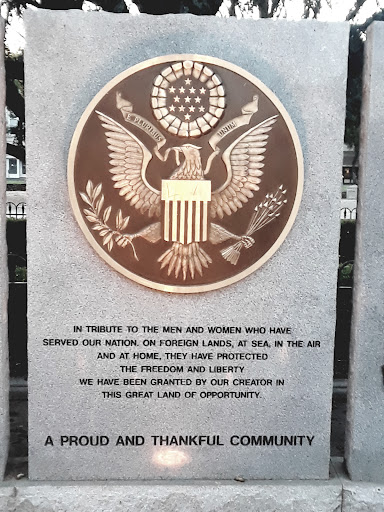 E PLURIBUS UNUM
IN TRIBUTE TO THE MEN AND WOMEN WHO HAVE
SERVED OUR NATION. ON FOREIGN LANDS, AT SEA, IN THE AIR
AND AT HOME, THEY HAVE PROTECTED
THE FREEDOM AND LIBERTY
WE HAVE BEEN GRANTED BY OUR CREATOR IN
THIS GREAT LAND OF OPPORTUNITY.
A PROUD AND THANKFUL COMMUNITY